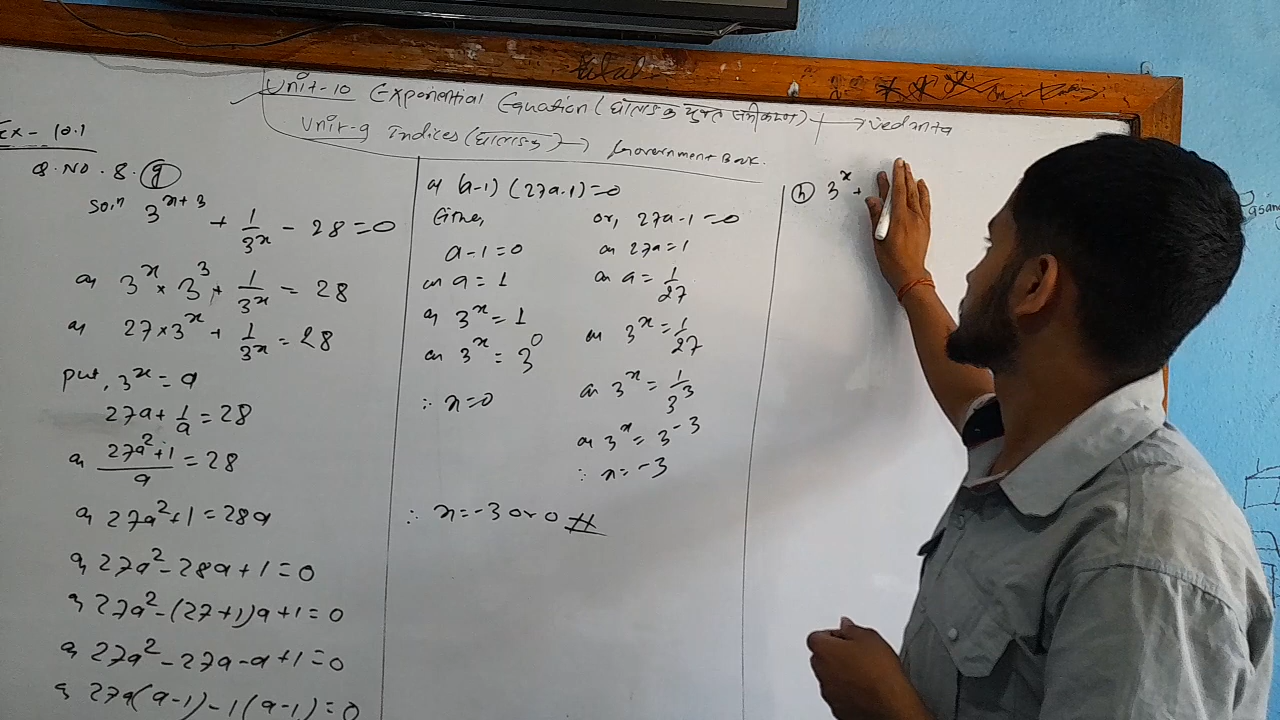 Unit-10 Exponential Equation (घाताङ्क युक्त समीकरण) → vedanta
Unit-9 Indices (घाताङ्क) → Government Book.
Ex- 10.1
Q.NO. 8. (g)
Solⁿ 3^{x+3} + 1/3^x - 28 = 0
or, 3^x × 3^3 + 1/3^x = 28
or, 27×3^x + 1/3^x = 28
put, 3^x = a
27a + 1/a = 28
or, (27a^2+1)/a = 28
or, 27a^2+1 = 28a
or, 27a^2 - 28a + 1 = 0
or, 27a^2 - (27+1)a + 1 = 0
or, 27a^2 - 27a - a + 1 = 0
or, 27a(a-1) - 1(a-1) = 0
or (a-1) (27a-1) = 0
Either,
a-1 = 0
or a = 1
or 3^x = 1
or 3^x = 3^0
∴ x = 0
or, 27a-1 = 0
or 27a = 1
or a = 1/27
or 3^x = 1/27
or 3^x = 1/3^3
or 3^x = 3^{-3}
∴ x = -3
∴ x = -3 or 0 #
(h) 3^x +